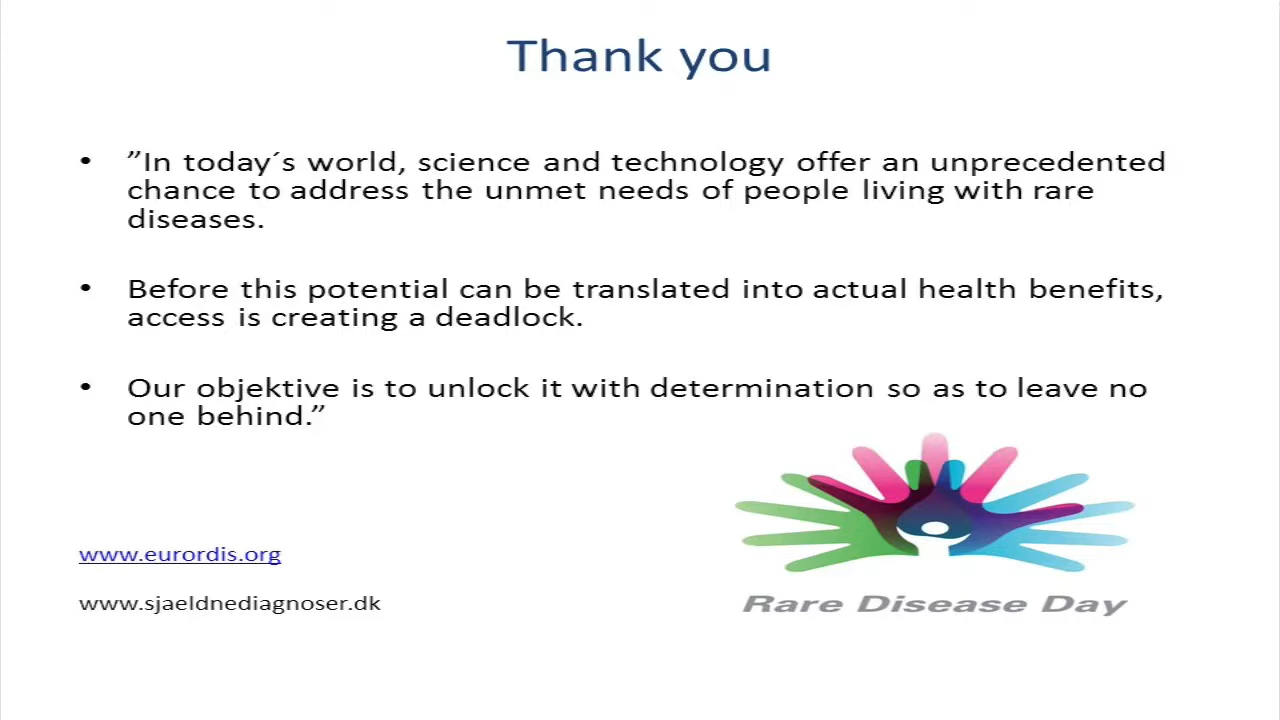 Thank you
• ”In today´s world, science and technology offer an unprecedented
chance to address the unmet needs of people living with rare
diseases.
• Before this potential can be translated into actual health benefits,
access is creating a deadlock.
• Our objektive is to unlock it with determination so as to leave no
one behind.”
www.eurordis.org
www.sjaeldnediagnoser.dk
Rare Disease Day